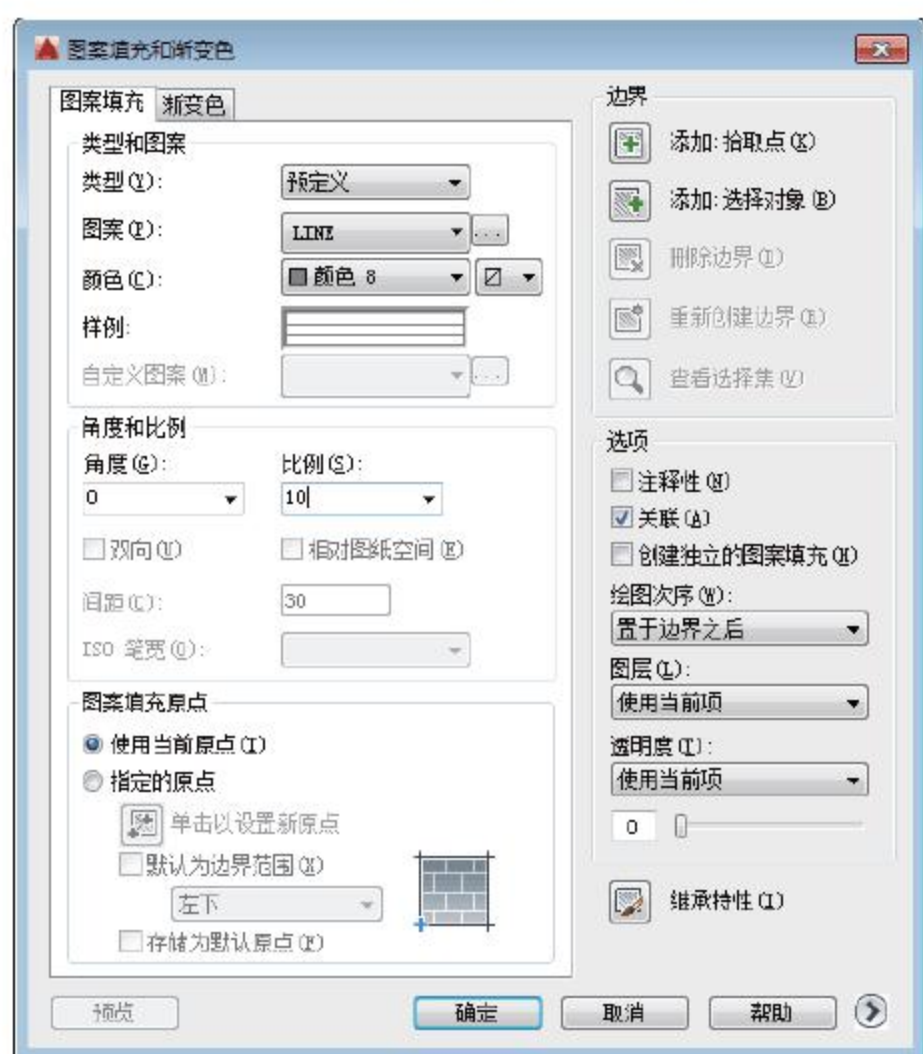 图案填充和渐变色
图案填充
渐变色
类型和图案
类型(Y):
预定义
图案(P):
LINE
...
颜色(C):
颜色 8
样例:
自定义图案(M):
...
角度和比例
角度(G):
比例(S):
0
10
双向(U)
相对图纸空间(E)
间距(C):
30
ISO 笔宽(O):
图案填充原点
使用当前原点(T)
指定的原点
单击以设置新原点
默认为边界范围(X)
左下
存储为默认原点(F)
边界
添加:拾取点(K)
添加:选择对象(B)
删除边界(D)
重新创建边界(R)
查看选择集(V)
选项
注释性(N)
关联(A)
创建独立的图案填充(H)
绘图次序(W):
置于边界之后
图层(L):
使用当前项
透明度(T):
使用当前项
0
继承特性(I)
预览
确定
取消
帮助